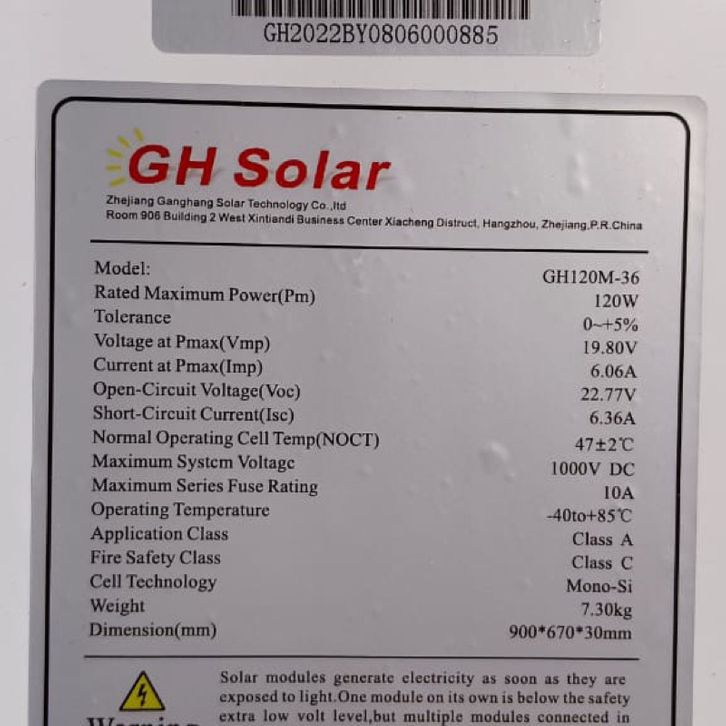 GH2022BY0806000885
GH Solar
Zhejiang Ganghang Solar Technology Co.,ltd
Room 906 Building 2 West Xintiandi Business Center Xiacheng Distruct, Hangzhou, Zhejiang,P.R.China
Model: GH120M-36
Rated Maximum Power(Pm) 120W
Tolerance 0~+5%
Voltage at Pmax(Vmp) 19.80V
Current at Pmax(Imp) 6.06A
Open-Circuit Voltage(Voc) 22.77V
Short-Circuit Current(Isc) 6.36A
Normal Operating Cell Temp(NOCT) 47±2℃
Maximum System Voltage 1000V DC
Maximum Series Fuse Rating 10A
Operating Temperature -40to+85℃
Application Class Class A
Fire Safety Class Class C
Cell Technology Mono-Si
Weight 7.30kg
Dimension(mm) 900*670*30mm
Solar modules generate electricity as soon as they are
exposed to light.One module on its own is below the safety
extra low volt level,but multiple modules connected in
Warning